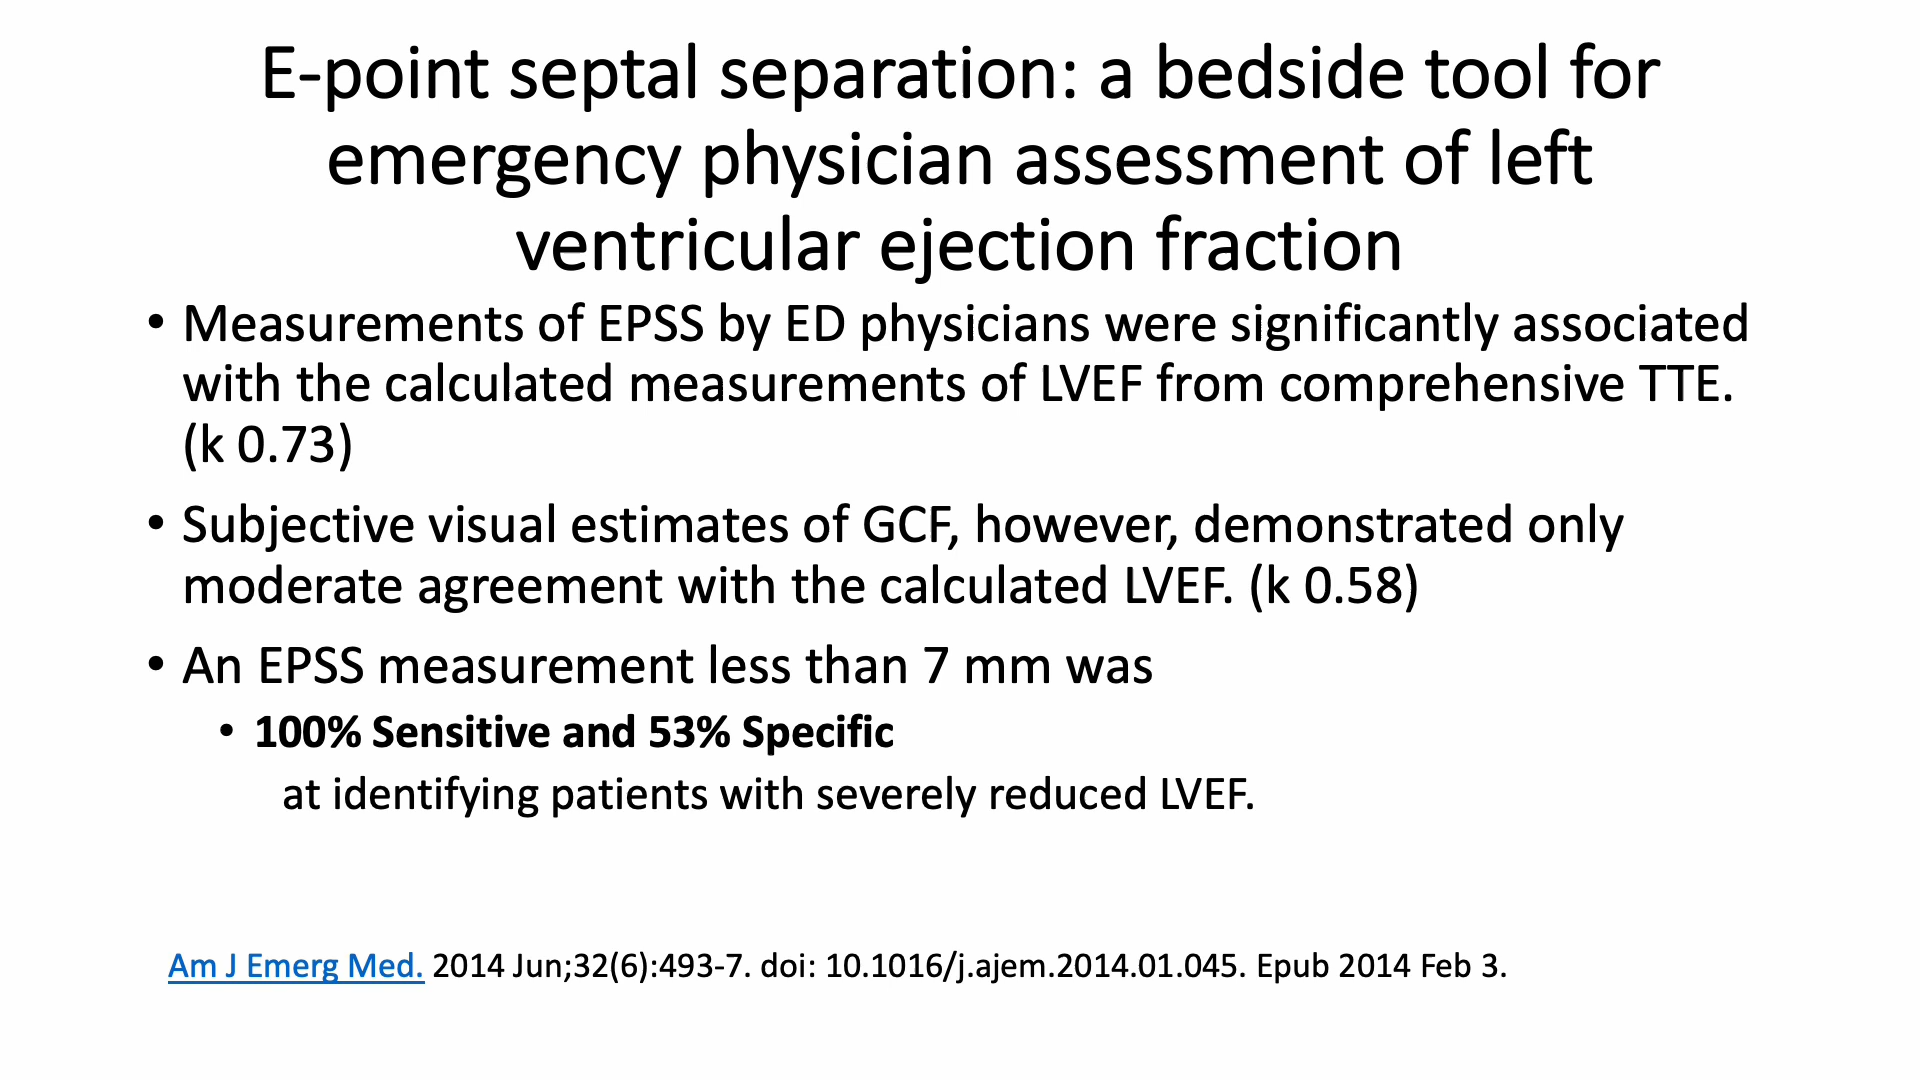 E-point septal separation: a bedside tool for
emergency physician assessment of left
ventricular ejection fraction
• Measurements of EPSS by ED physicians were significantly associated
with the calculated measurements of LVEF from comprehensive TTE.
(k 0.73)
• Subjective visual estimates of GCF, however, demonstrated only
moderate agreement with the calculated LVEF. (k 0.58)
• An EPSS measurement less than 7 mm was
• 100% Sensitive and 53% Specific
at identifying patients with severely reduced LVEF.
Am J Emerg Med. 2014 Jun;32(6):493-7. doi: 10.1016/j.ajem.2014.01.045. Epub 2014 Feb 3.